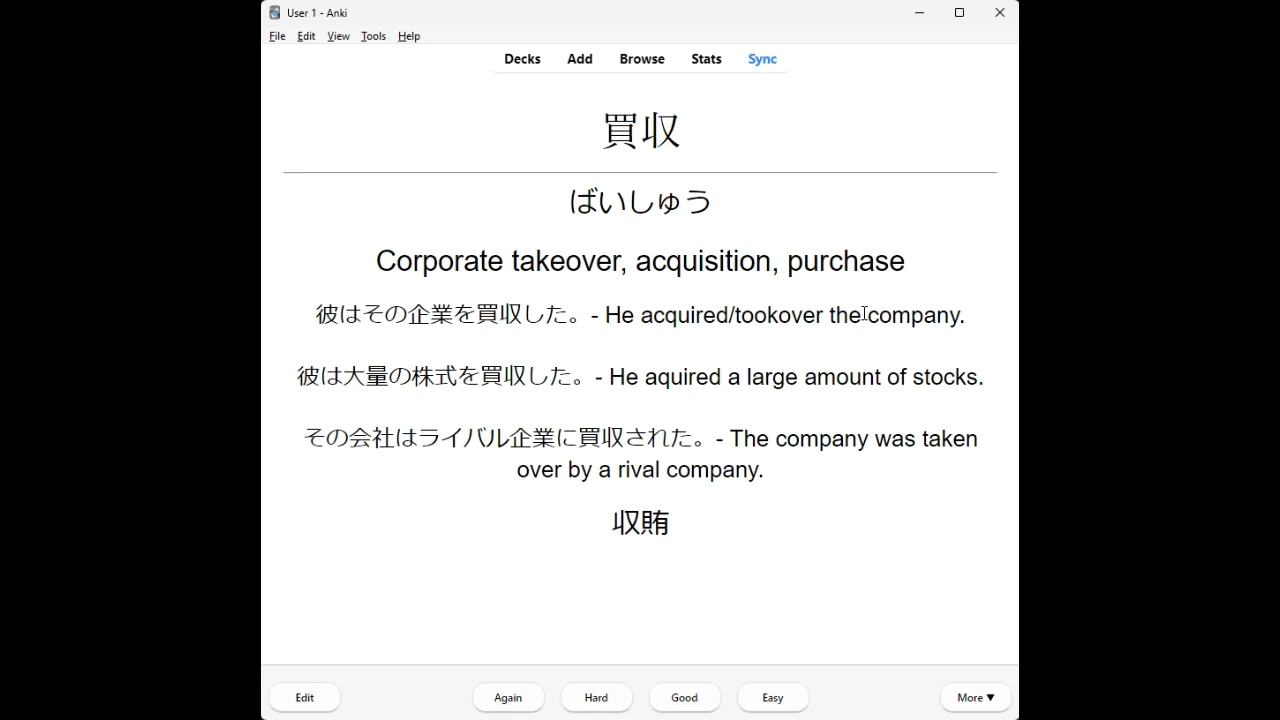 User 1 - Anki
File Edit View Tools Help
Decks Add Browse Stats Sync
買収
ばいしゅう
Corporate takeover, acquisition, purchase
彼はその企業を買収した。- He acquired/tookover the company.
彼は大量の株式を買収した。- He aquired a large amount of stocks.
その会社はライバル企業に買収された。- The company was taken
over by a rival company.
収賄
Edit Again Hard Good Easy More ▼